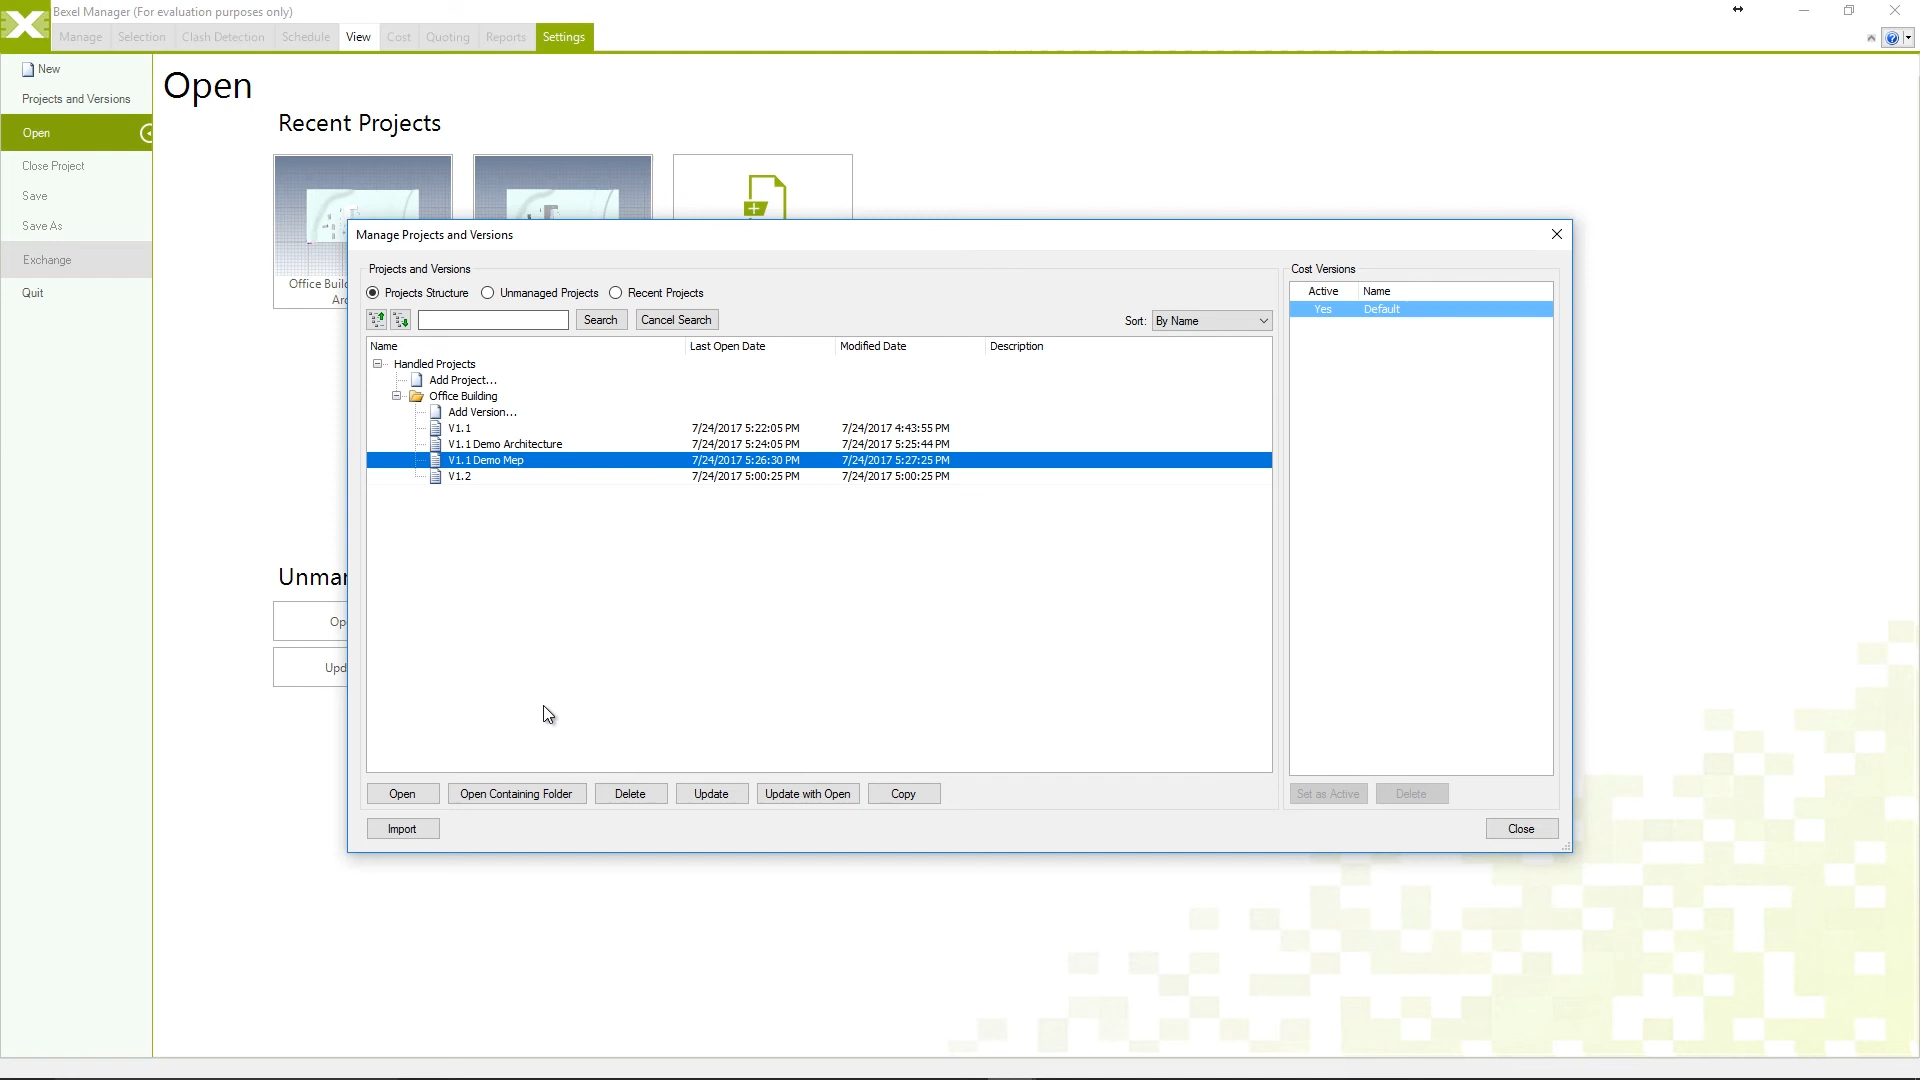 Bexel Manager (For evaluation purposes only)
Manage Selection Clash Detection Schedule View Cost Quoting Reports Settings
New
Projects and Versions
Open
Close Project
Save
Save As
Exchange
Quit
Open
Recent Projects
Office Buil
Arc
Manage Projects and Versions
Projects and Versions
Projects Structure Unmanaged Projects Recent Projects
Search Cancel Search Sort: By Name
Name Last Open Date Modified Date Description
Handled Projects
Add Project...
Office Building
Add Version...
V1.1 7/24/2017 5:22:05 PM 7/24/2017 4:43:55 PM
V1.1 Demo Architecture 7/24/2017 5:24:05 PM 7/24/2017 5:25:44 PM
V1.1 Demo Mep 7/24/2017 5:26:30 PM 7/24/2017 5:27:25 PM
V1.2 7/24/2017 5:00:25 PM 7/24/2017 5:00:25 PM
Open Open Containing Folder Delete Update Update with Open Copy
Import
Cost Versions
Active Name
Yes Default
Set as Active Delete
Close
Unmar
Op
Upd